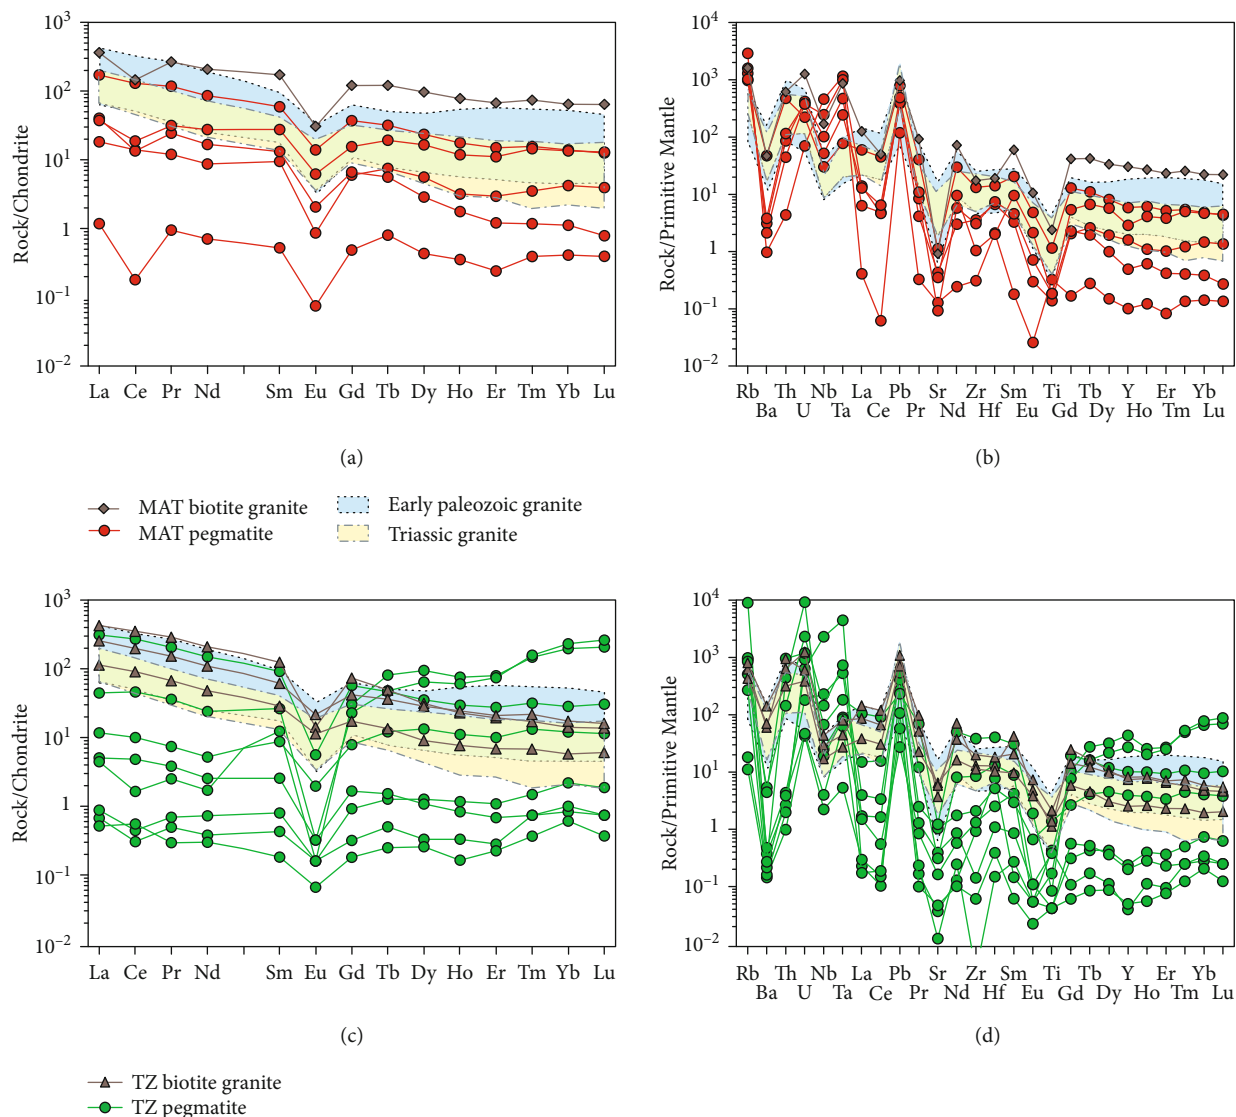 10³
10²
10¹
10⁰
1
10⁻¹
10⁻²
Rock/Chondrite
La Ce Pr Nd Sm Eu Gd Tb Dy Ho Er Tm Yb Lu
(a)
10⁴
10³
10²
10
1
10⁻¹
10⁻²
Rock/Primitive Mantle
Rb Th Nb La Pb Sr Zr Sm Ti Tb Y Er Yb
Ba U Ta Ce Pr Nd Hf Eu Gd Dy Ho Tm Lu
(b)
MAT biotite granite
MAT pegmatite
Early paleozoic granite
Triassic granite
10³
10²
10
1
10⁻¹
10⁻²
Rock/Chondrite
La Ce Pr Nd Sm Eu Gd Tb Dy Ho Er Tm Yb Lu
(c)
10⁴
10³
10²
10
1
10⁻¹
10⁻²
Rock/Primitive Mantle
Rb Th Nb La Pb Sr Zr Sm Ti Tb Y Er Yb
Ba U Ta Ce Pr Nd Hf Eu Gd Dy Ho Tm Lu
(d)
TZ biotite granite
TZ pegmatite